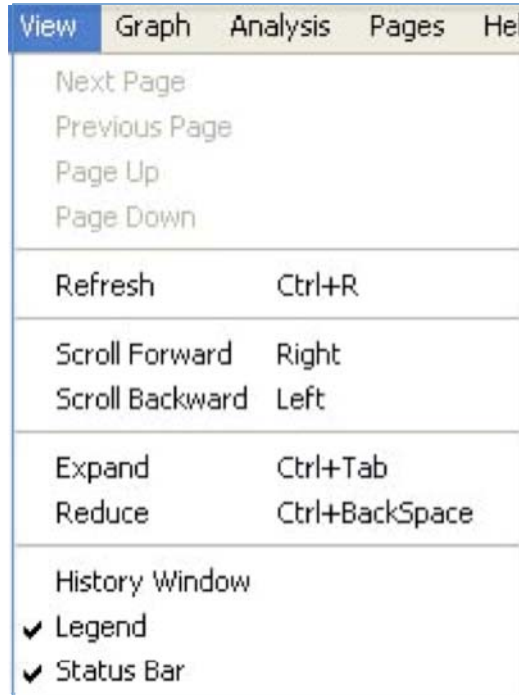 View Graph Analysis Pages Hel
Next Page
Previous Page
Page Up
Page Down
Refresh Ctrl+R
Scroll Forward Right
Scroll Backward Left
Expand Ctrl+Tab
Reduce Ctrl+BackSpace
History Window
Legend
Status Bar